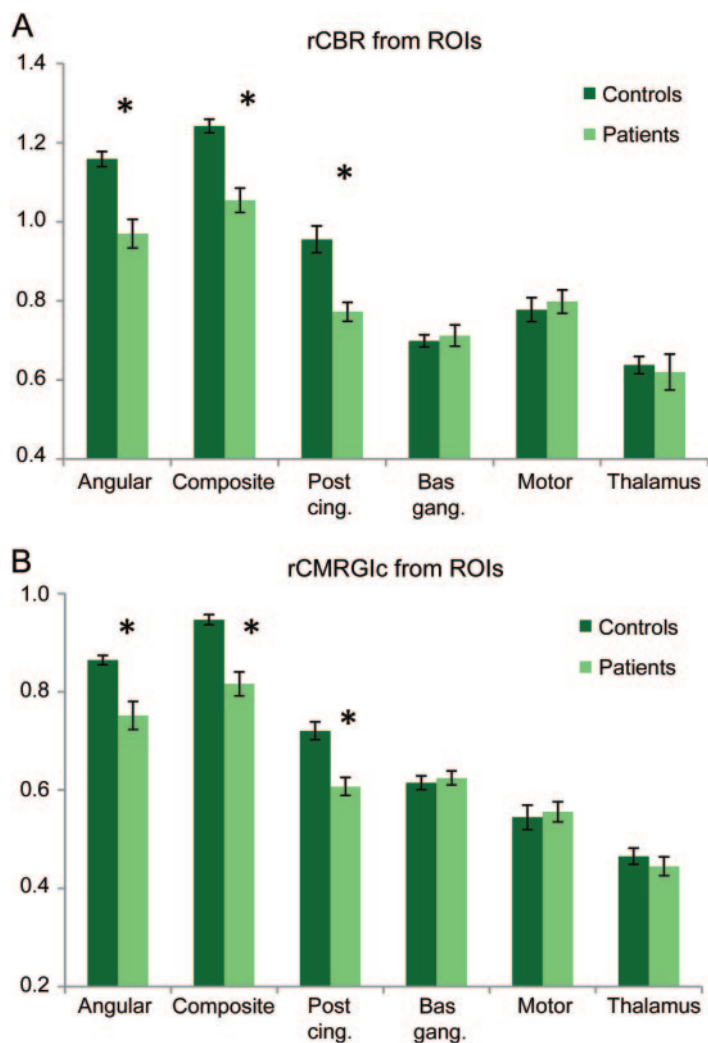 A
rCBR from ROIs
1.4
1.2
1.0
0.8
0.6
0.4
*
*
*
Controls
Patients
Angular
Composite
Post
cing.
Bas
gang.
Motor
Thalamus
B
rCMRGlc from ROIs
1.0
0.8
0.6
0.4
0.2
*
*
*
Controls
Patients
Angular
Composite
Post
cing.
Bas
gang.
Motor
Thalamus